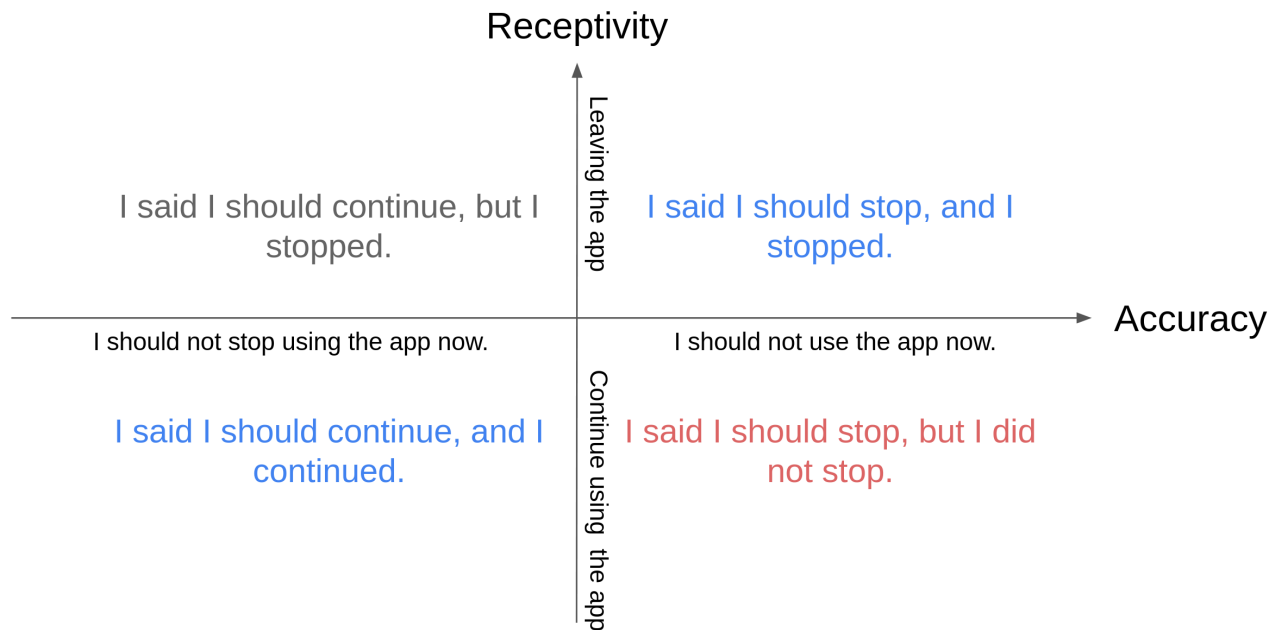 Receptivity
Leaving the app
I said I should continue, but I
stopped.
I said I should stop, and I
stopped.
Accuracy
I should not stop using the app now.
I should not use the app now.
Continue using the app
I said I should continue, and I
continued.
I said I should stop, but I did
not stop.